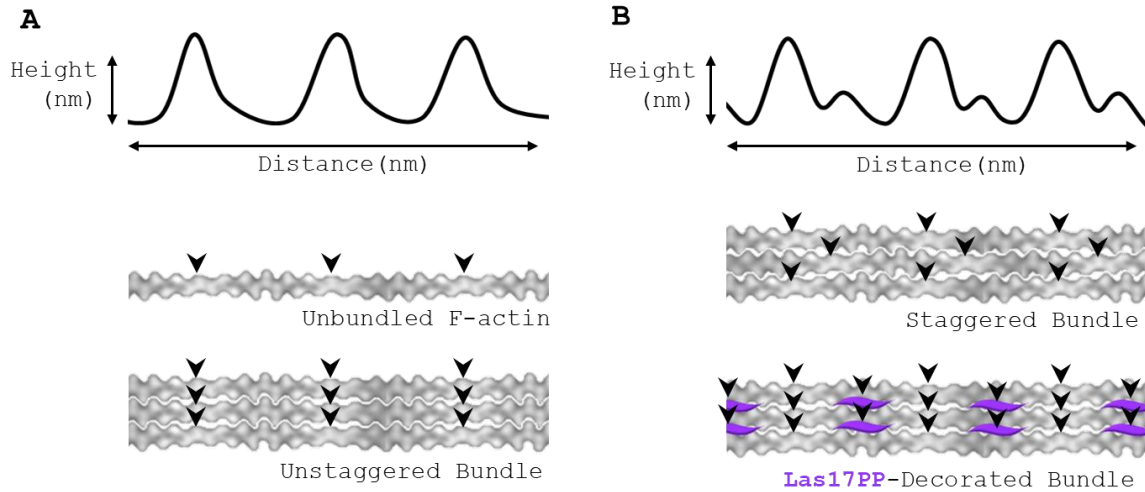 A
Height
(nm)
Distance(nm)
Unbundled F-actin
Unstaggered Bundle
B
Height
(nm)
Distance(nm)
Staggered Bundle
Las17PP-Decorated Bundle